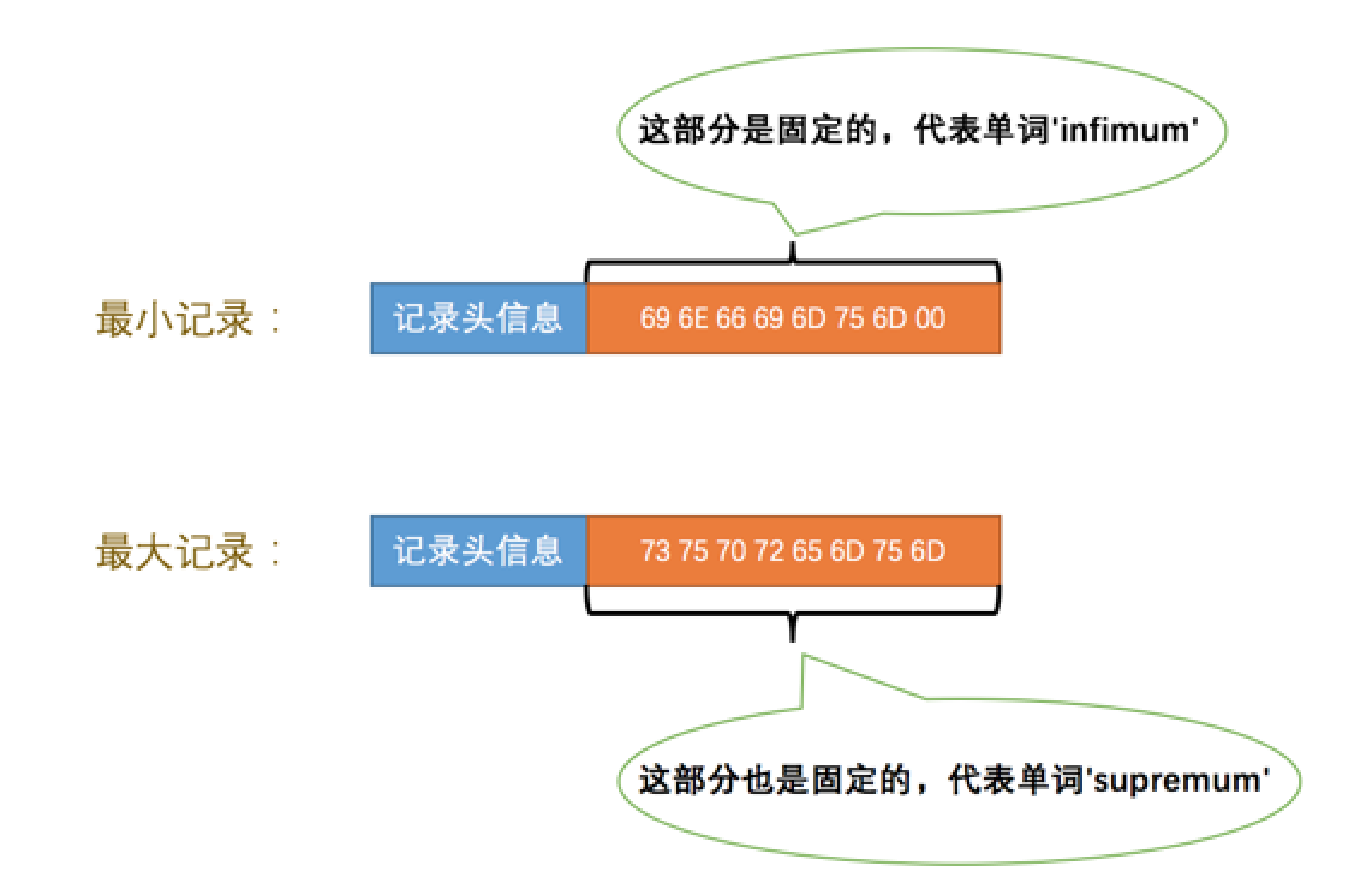 这部分是固定的，代表单词'infimum'
最小记录：
记录头信息
69 6E 66 69 6D 75 6D 00
最大记录：
记录头信息
73 75 70 72 65 6D 75 6D
这部分也是固定的，代表单词'supremum'